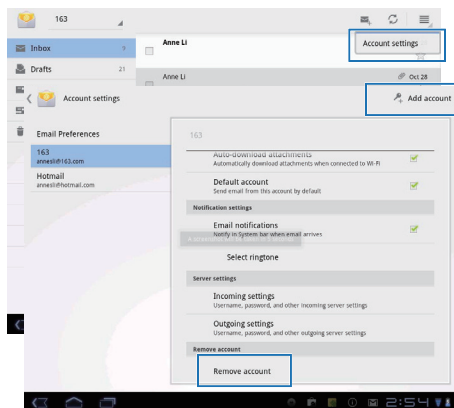 163
Account settings
Inbox 9
Anne Li
Drafts 21
Anne Li
Oct 28
Account settings
Add account
Email Preferences
163
annesli@163.com
Hotmail
annesli@hotmail.com
163
Auto-download attachments
Automatically download attachments when connected to Wi-Fi
Default account
Send email from this account by default
Notification settings
Email notifications
Notify in System bar when email arrives
Select ringtone
Server settings
Incoming settings
Username, password, and other incoming server settings
Outgoing settings
Username, password, and other outgoing server settings
Remove account
Remove account
2:54